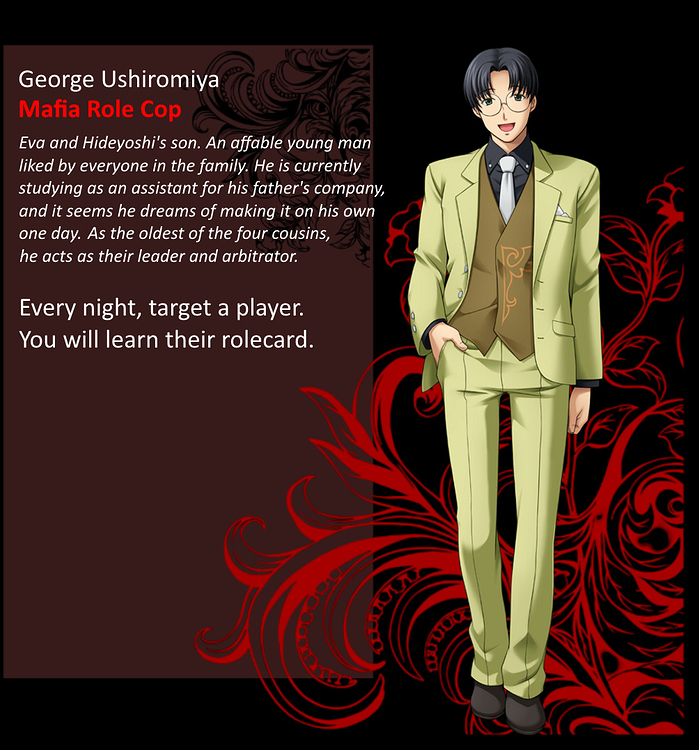 George Ushiromiya
Mafia Role Cop
Eva and Hideyoshi's son. An affable young man
liked by everyone in the family. He is currently
studying as an assistant for his father's company,
and it seems he dreams of making it on his own
one day. As the oldest of the four cousins,
he acts as their leader and arbitrator.
Every night, target a player.
You will learn their rolecard.